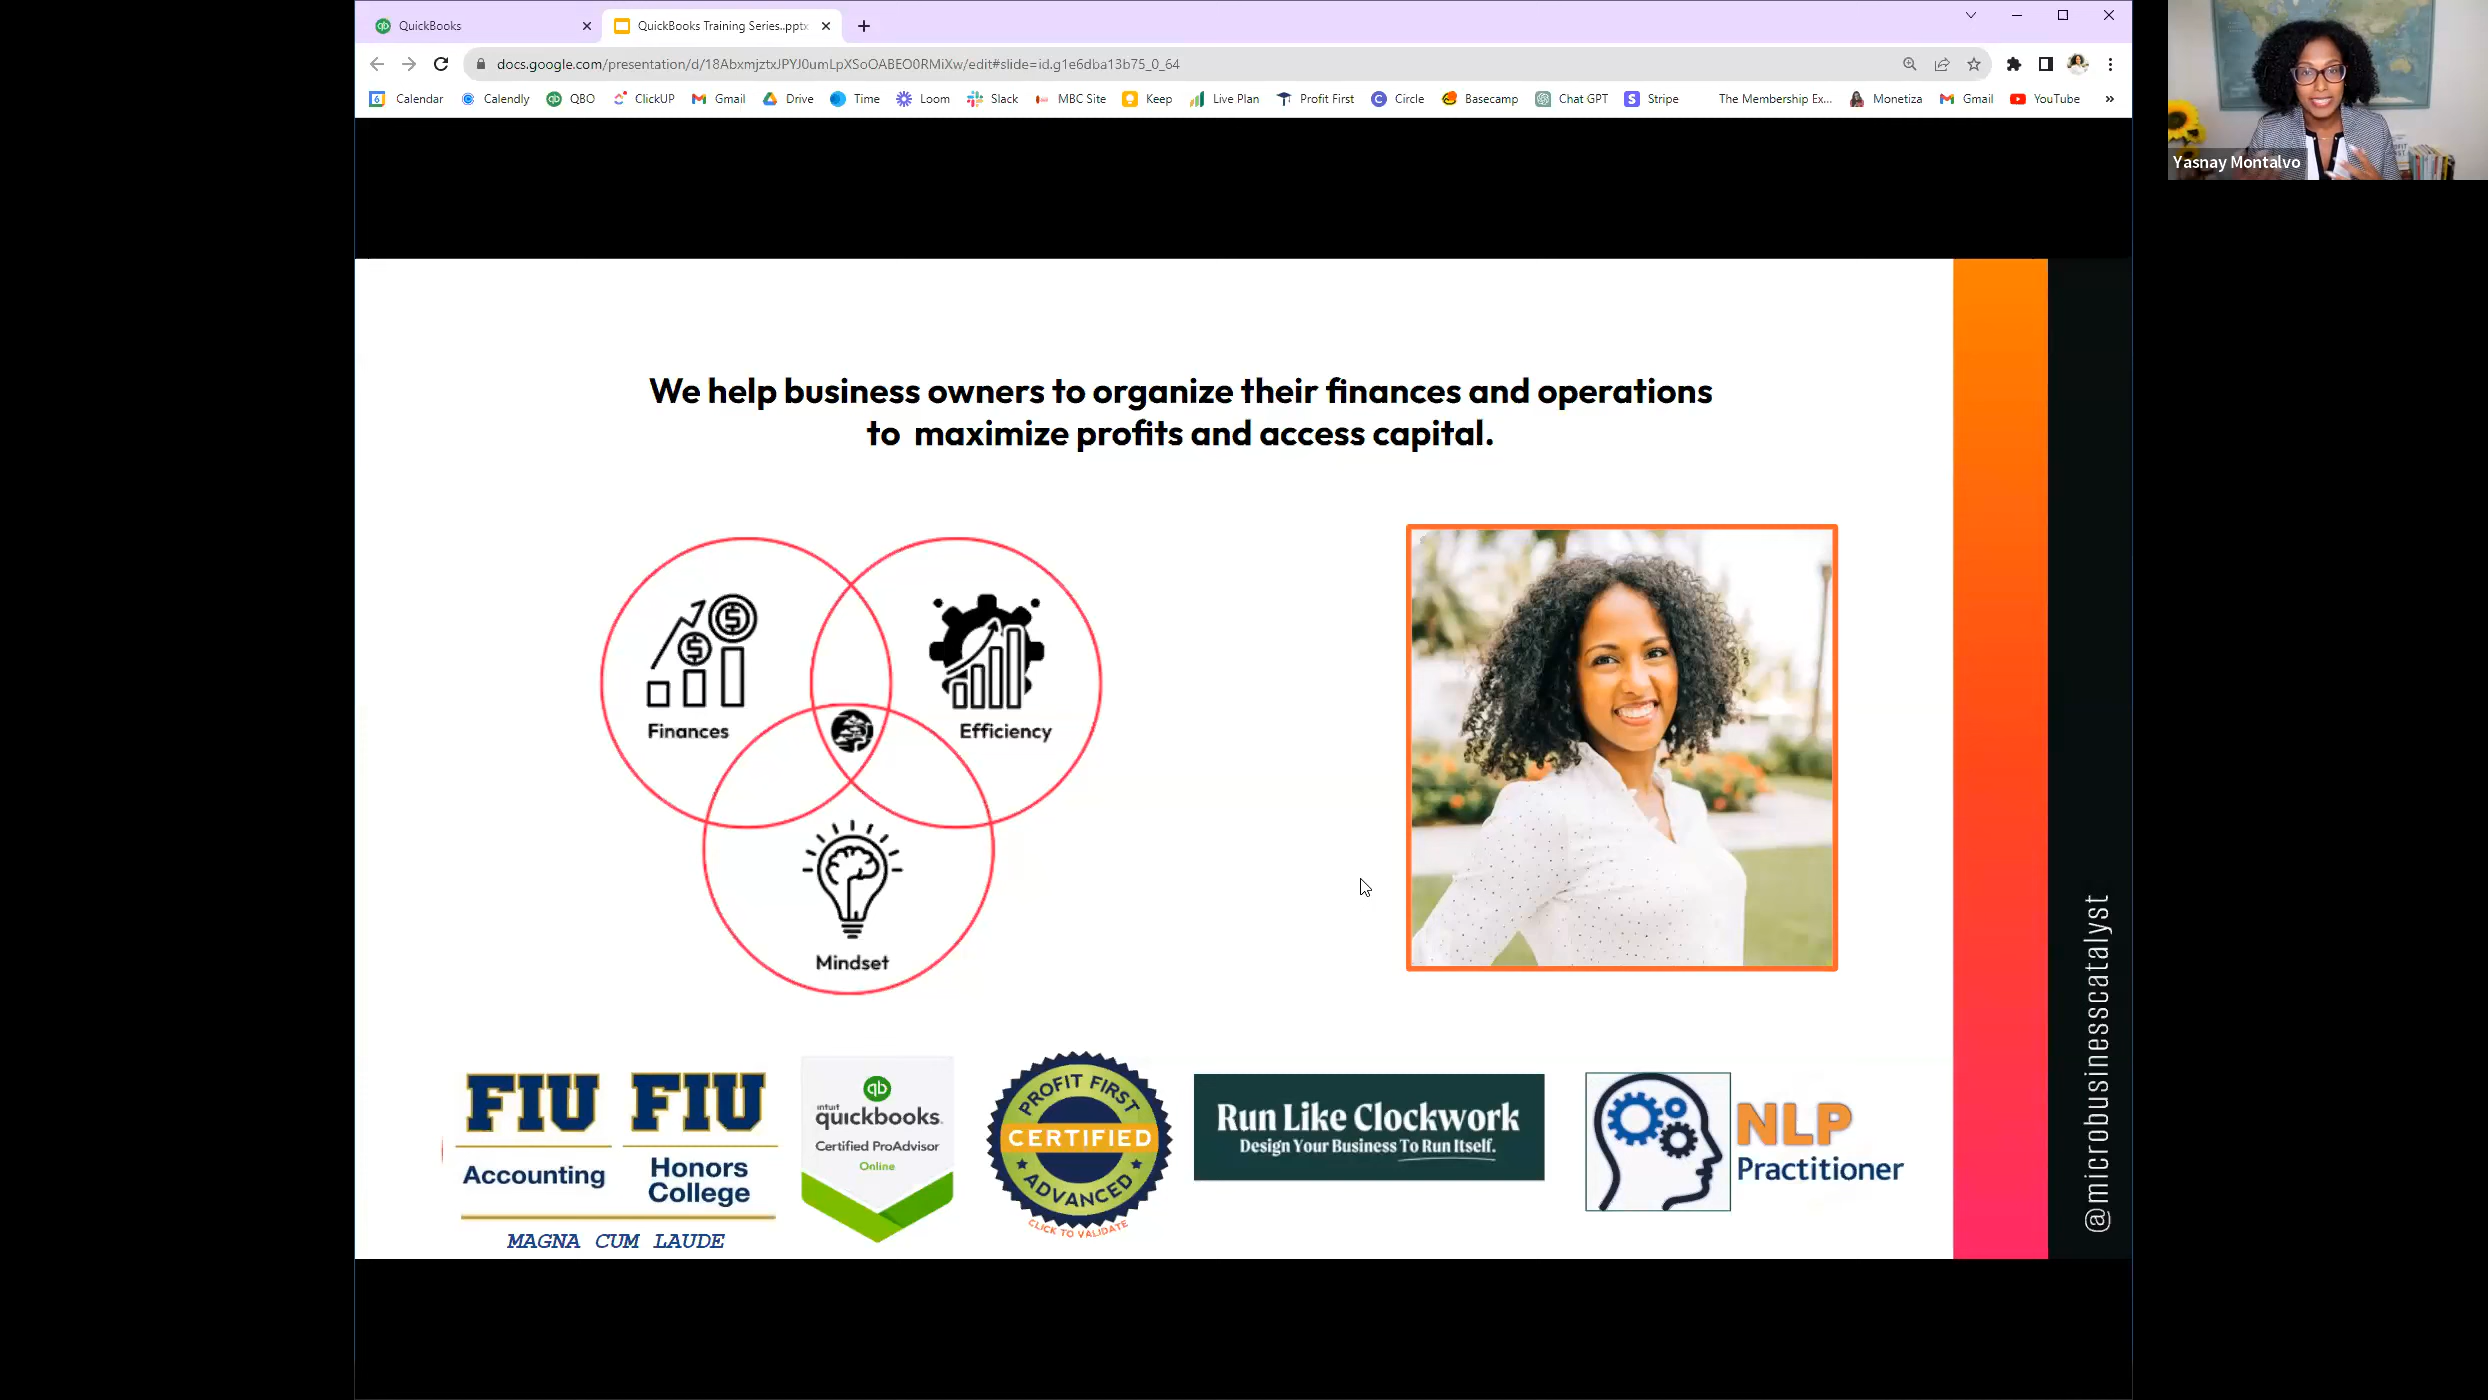 QuickBooks
QuickBooks Training Series..pptx
docs.google.com/presentation/d/18AbxmjztxJPYJ0umLpXSoOABEO0RMiXw/edit#slide=id.g1e6dba13b75_0_64
Calendar Calendly QBO ClickUP Gmail Drive Time Loom Slack MBC Site Keep Live Plan Profit First Circle Basecamp Chat GPT Stripe The Membership Ex... Monetiza Gmail YouTube »
Yasnay Montalvo
We help business owners to organize their finances and operations
to maximize profits and access capital.
Finances
Efficiency
Mindset
FIU
Accounting
FIU
Honors
College
MAGNA CUM LAUDE
qb
intuit
quickbooks.
Certified ProAdvisor
Online
PROFIT FIRST
CERTIFIED
ADVANCED
CLICK TO VALIDATE
Run Like Clockwork
Design Your Business To Run Itself.
NLP
Practitioner
@microbusinesscatalyst